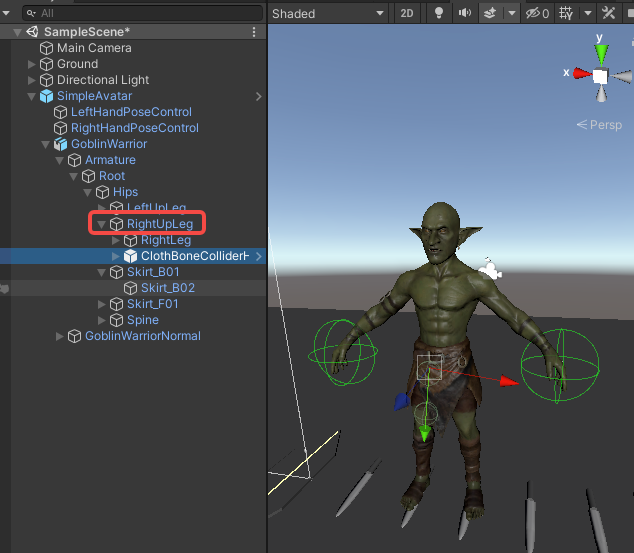 All
Shaded
2D
0
SampleScene*
Main Camera
Ground
Directional Light
SimpleAvatar
LeftHandPoseControl
RightHandPoseControl
GoblinWarrior
Armature
Root
Hips
LeftUpLeg
RightUpLeg
RightLeg
ClothBoneColliderH
Skirt_B01
Skirt_B02
Skirt_F01
Spine
GoblinWarriorNormal
y
x
Persp